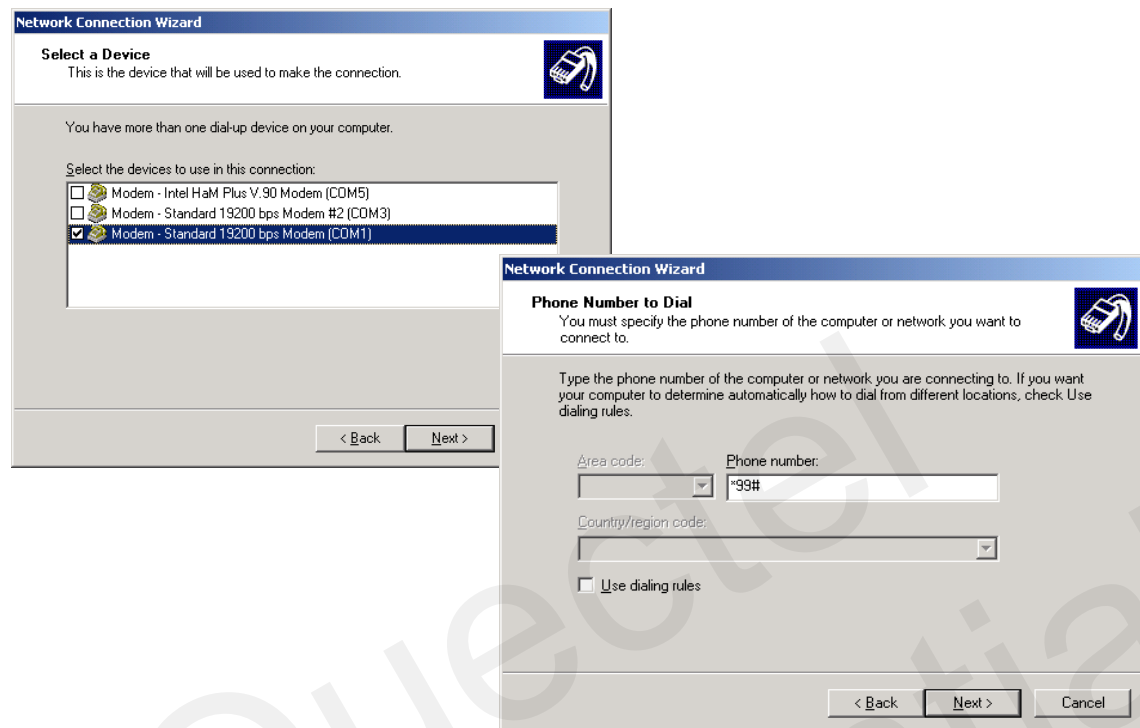 Network Connection Wizard
Select a Device
This is the device that will be used to make the connection.
You have more than one dial-up device on your computer.
Select the devices to use in this connection:
Modem - Intel HaM Plus V.90 Modem (COM5)
Modem - Standard 19200 bps Modem #2 (COM3)
Modem - Standard 19200 bps Modem (COM1)
< Back
Next >
Network Connection Wizard
Phone Number to Dial
You must specify the phone number of the computer or network you want to
connect to.
Type the phone number of the computer or network you are connecting to. If you want
your computer to determine automatically how to dial from different locations, check Use
dialing rules.
Area code:
Phone number:
*99#
Country/region code:
Use dialing rules
< Back
Next >
Cancel
Quectel